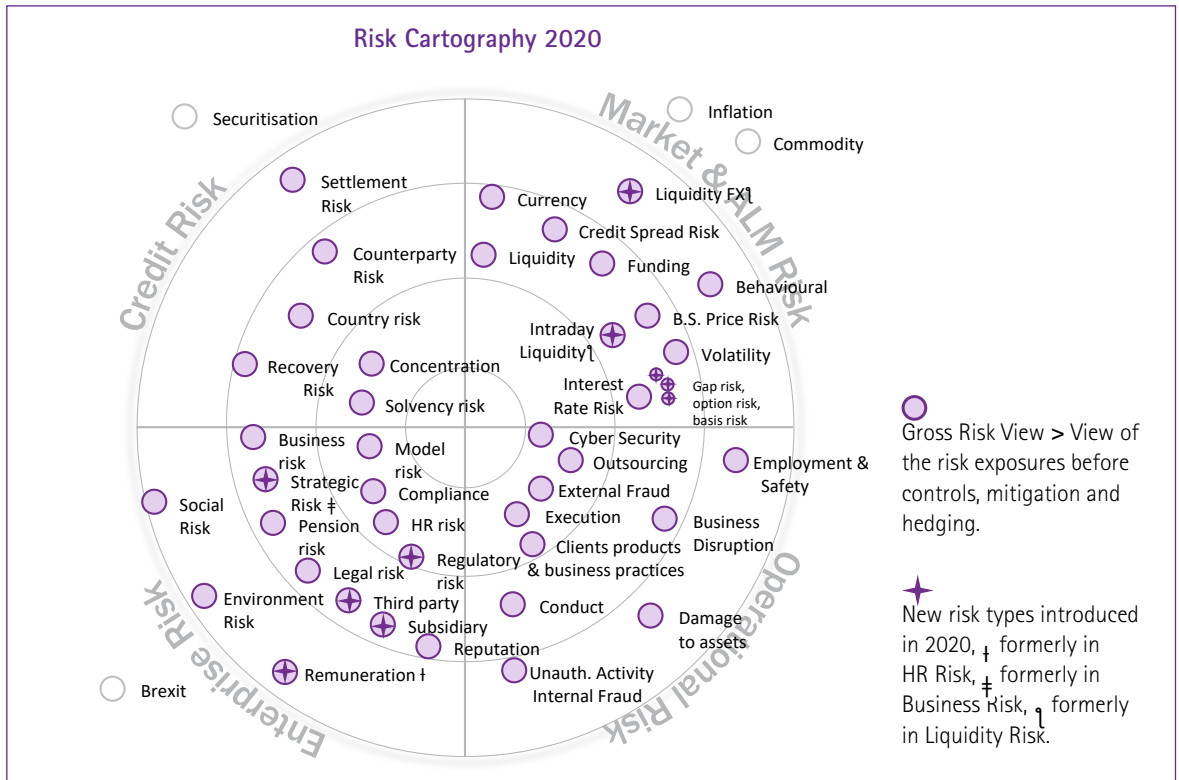 Risk Cartography 2020
Credit Risk
Market & ALM Risk
Enterprise Risk
Operational Risk
Securitisation
Inflation
Commodity
Settlement
Risk
Counterparty
Risk
Country risk
Recovery
Risk
Concentration
Solvency risk
Currency
Liquidity FXʅ
Credit Spread Risk
Liquidity
Funding
Behavioural
B.S. Price Risk
Intraday
Liquidityʅ
Volatility
Interest
Rate Risk
Gap risk,
option risk,
basis risk
Business
risk
Model
risk
Strategic
Risk ǂ
Compliance
Social
Risk
Pension
risk
HR risk
Legal risk
Regulatory
risk
Environment
Risk
Third party
Subsidiary
Reputation
Remuneration ƚ
Brexit
Cyber Security
Outsourcing
Employment &
Safety
External Fraud
Execution
Business
Disruption
Clients products
& business practices
Conduct
Damage
to assets
Unauth. Activity
Internal Fraud
Gross Risk View > View of
the risk exposures before
controls, mitigation and
hedging.
New risk types introduced
in 2020, ƚ formerly in
HR Risk, ǂ formerly in
Business Risk, ʅ formerly
in Liquidity Risk.